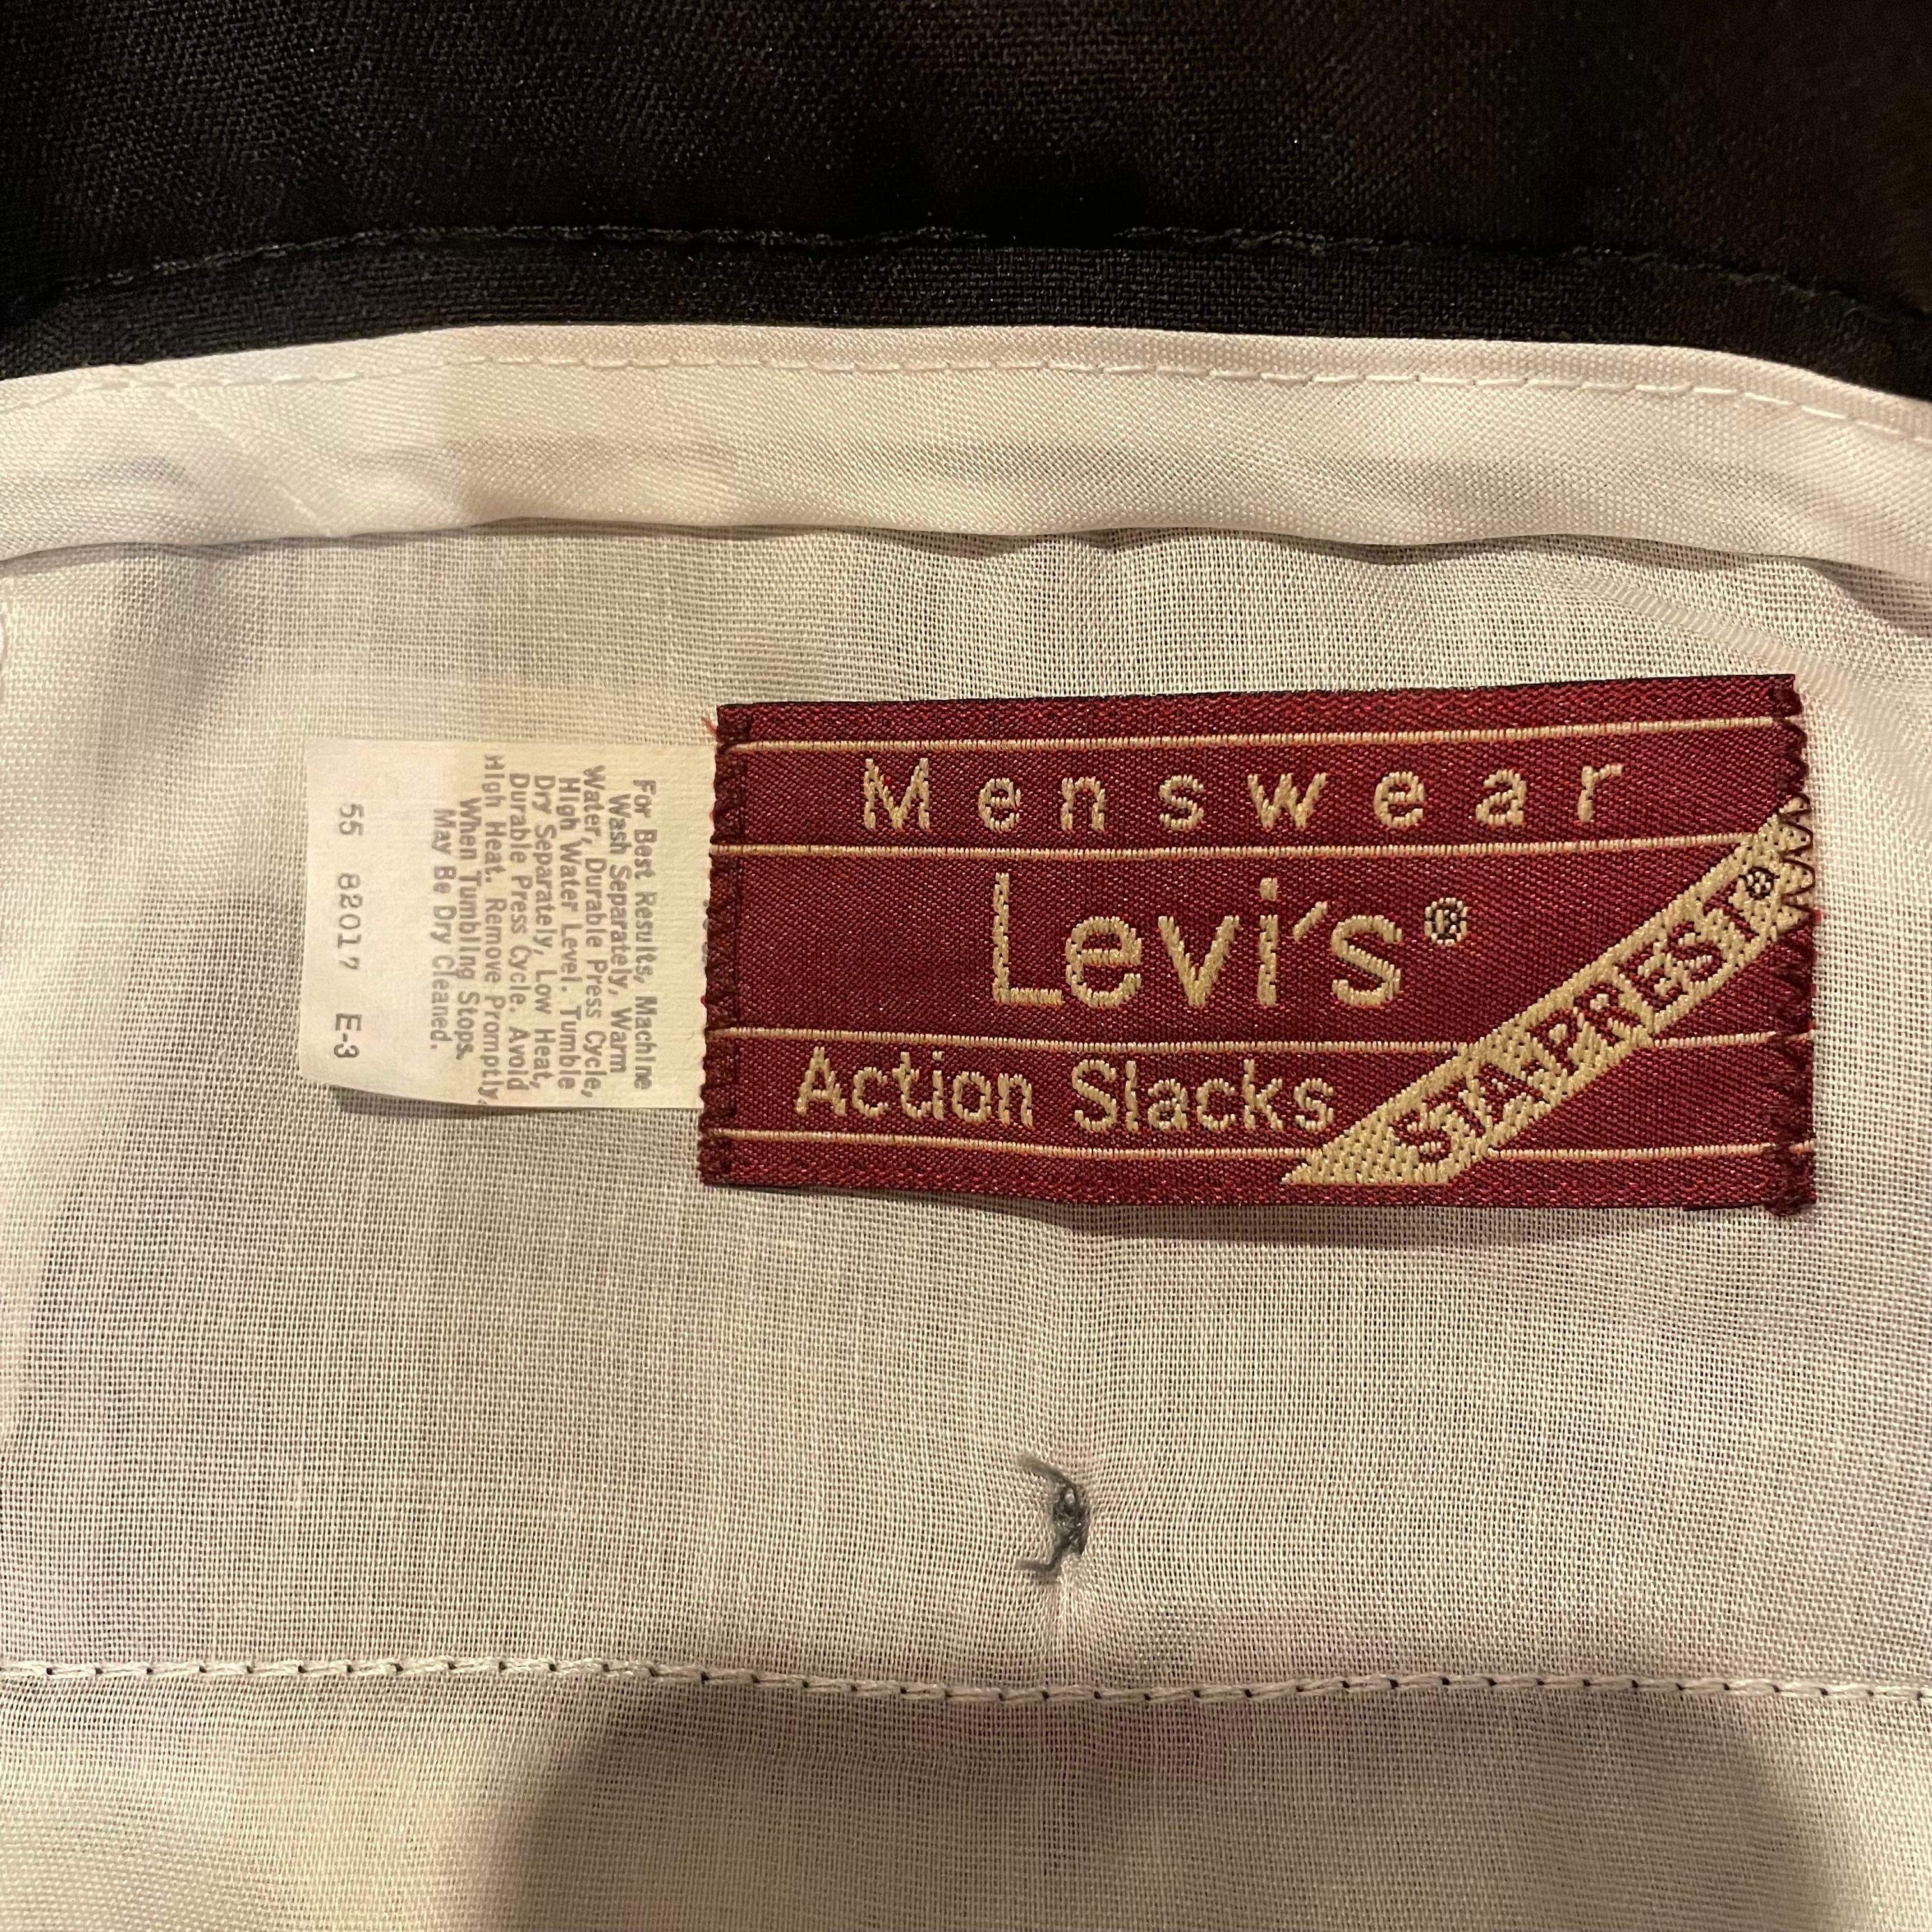 Menswear
Levi's®
Action Slacks
STA-PREST®
For Best Results, Machine
Wash Separately, Warm
Water, Durable Press Cycle,
High Water Level. Tumble
Dry Separately, Low Heat,
Durable Press Cycle. Avoid
High Heat. Remove Promptly
When Tumbling Stops.
May Be Dry Cleaned.
55 82017 E-3